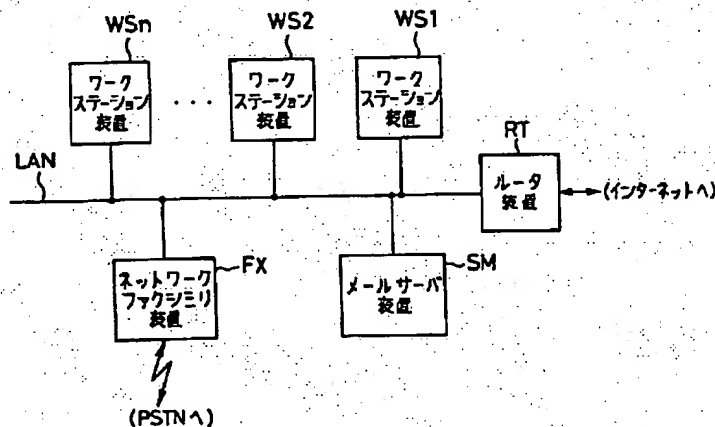 WSn
WS2
WS1
ワーク
ステーション
装置
・・・
ワーク
ステーション
装置
ワーク
ステーション
装置
LAN
RT
ルータ
装置
(インターネットへ)
FX
ネットワーク
ファクシミリ
装置
SM
メールサーバ
装置
(PSTNへ)